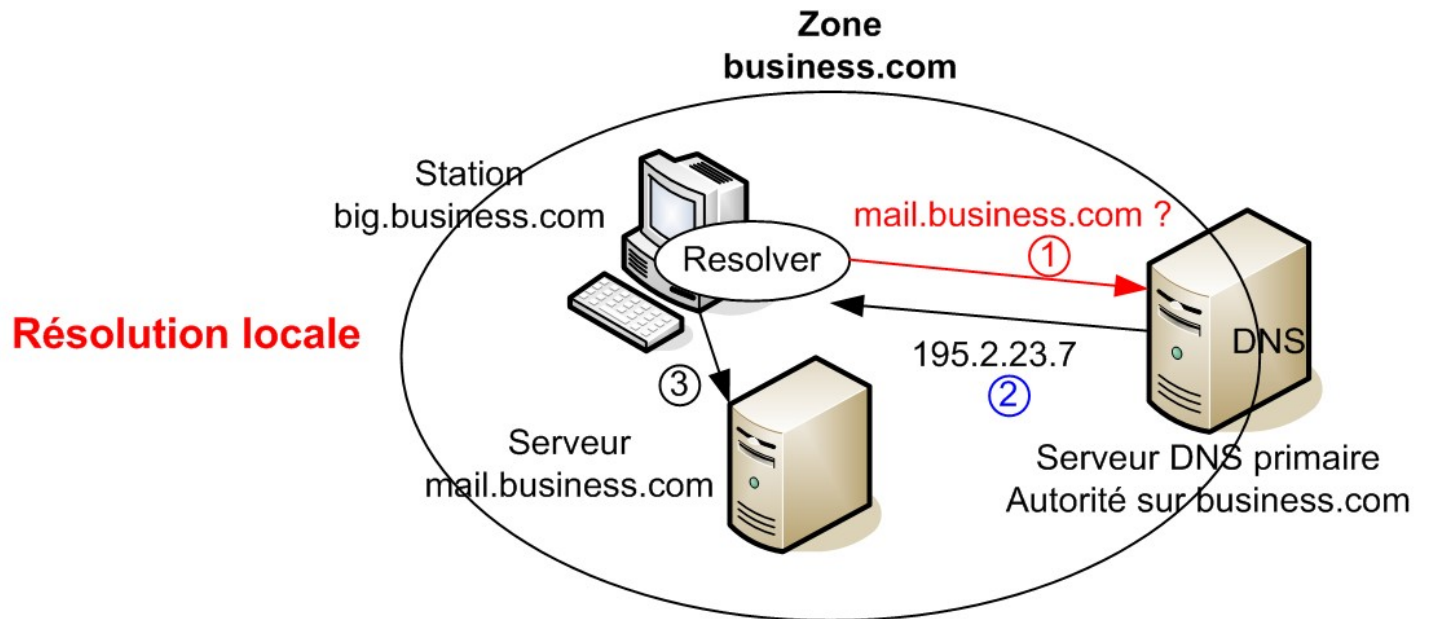 Zone
business.com
Station
big.business.com
mail.business.com ?
1
Resolver
Résolution locale
DNS
195.2.23.7
2
3
Serveur
mail.business.com
Serveur DNS primaire
Autorité sur business.com